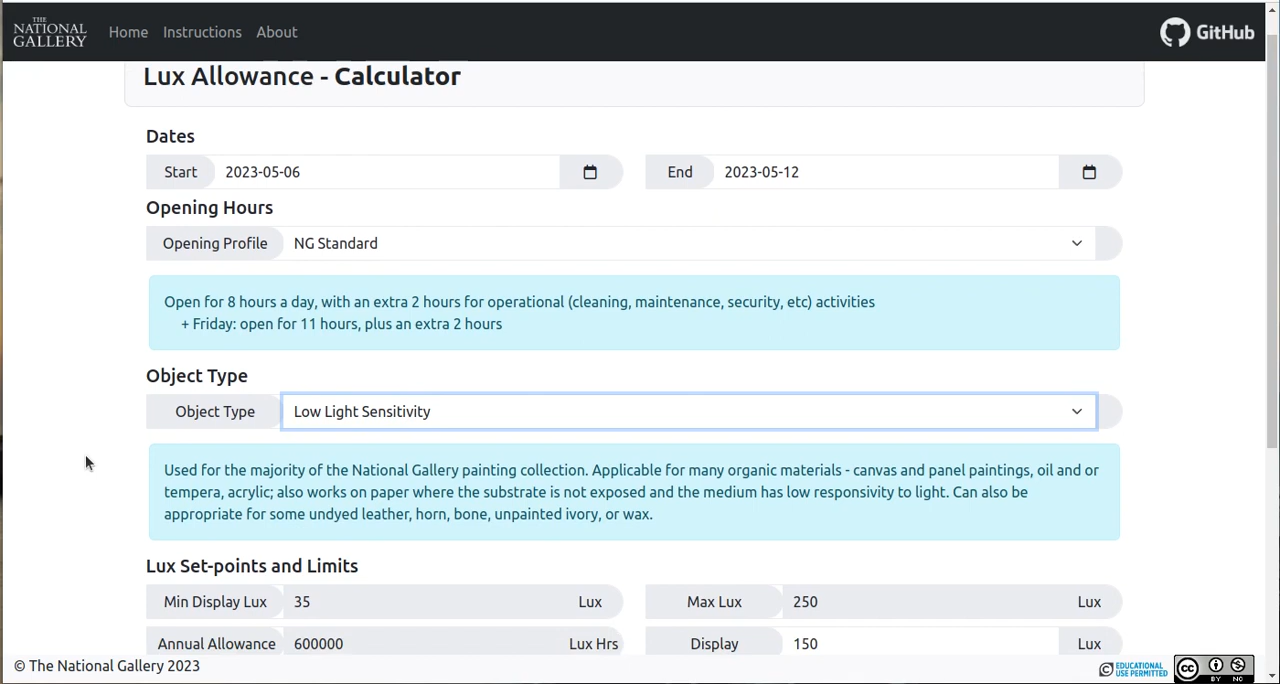 THE
NATIONAL
GALLERY
Home Instructions About
GitHub
Lux Allowance - Calculator
Dates
Start 2023-05-06
End 2023-05-12
Opening Hours
Opening Profile NG Standard
Open for 8 hours a day, with an extra 2 hours for operational (cleaning, maintenance, security, etc) activities
+ Friday: open for 11 hours, plus an extra 2 hours
Object Type
Object Type Low Light Sensitivity
Used for the majority of the National Gallery painting collection. Applicable for many organic materials - canvas and panel paintings, oil and or
tempera, acrylic; also works on paper where the substrate is not exposed and the medium has low responsivity to light. Can also be
appropriate for some undyed leather, horn, bone, unpainted ivory, or wax.
Lux Set-points and Limits
Min Display Lux 35 Lux
Max Lux 250 Lux
Annual Allowance 600000 Lux Hrs
Display 150 Lux
© The National Gallery 2023
EDUCATIONAL
USE PERMITTED
CC BY NC